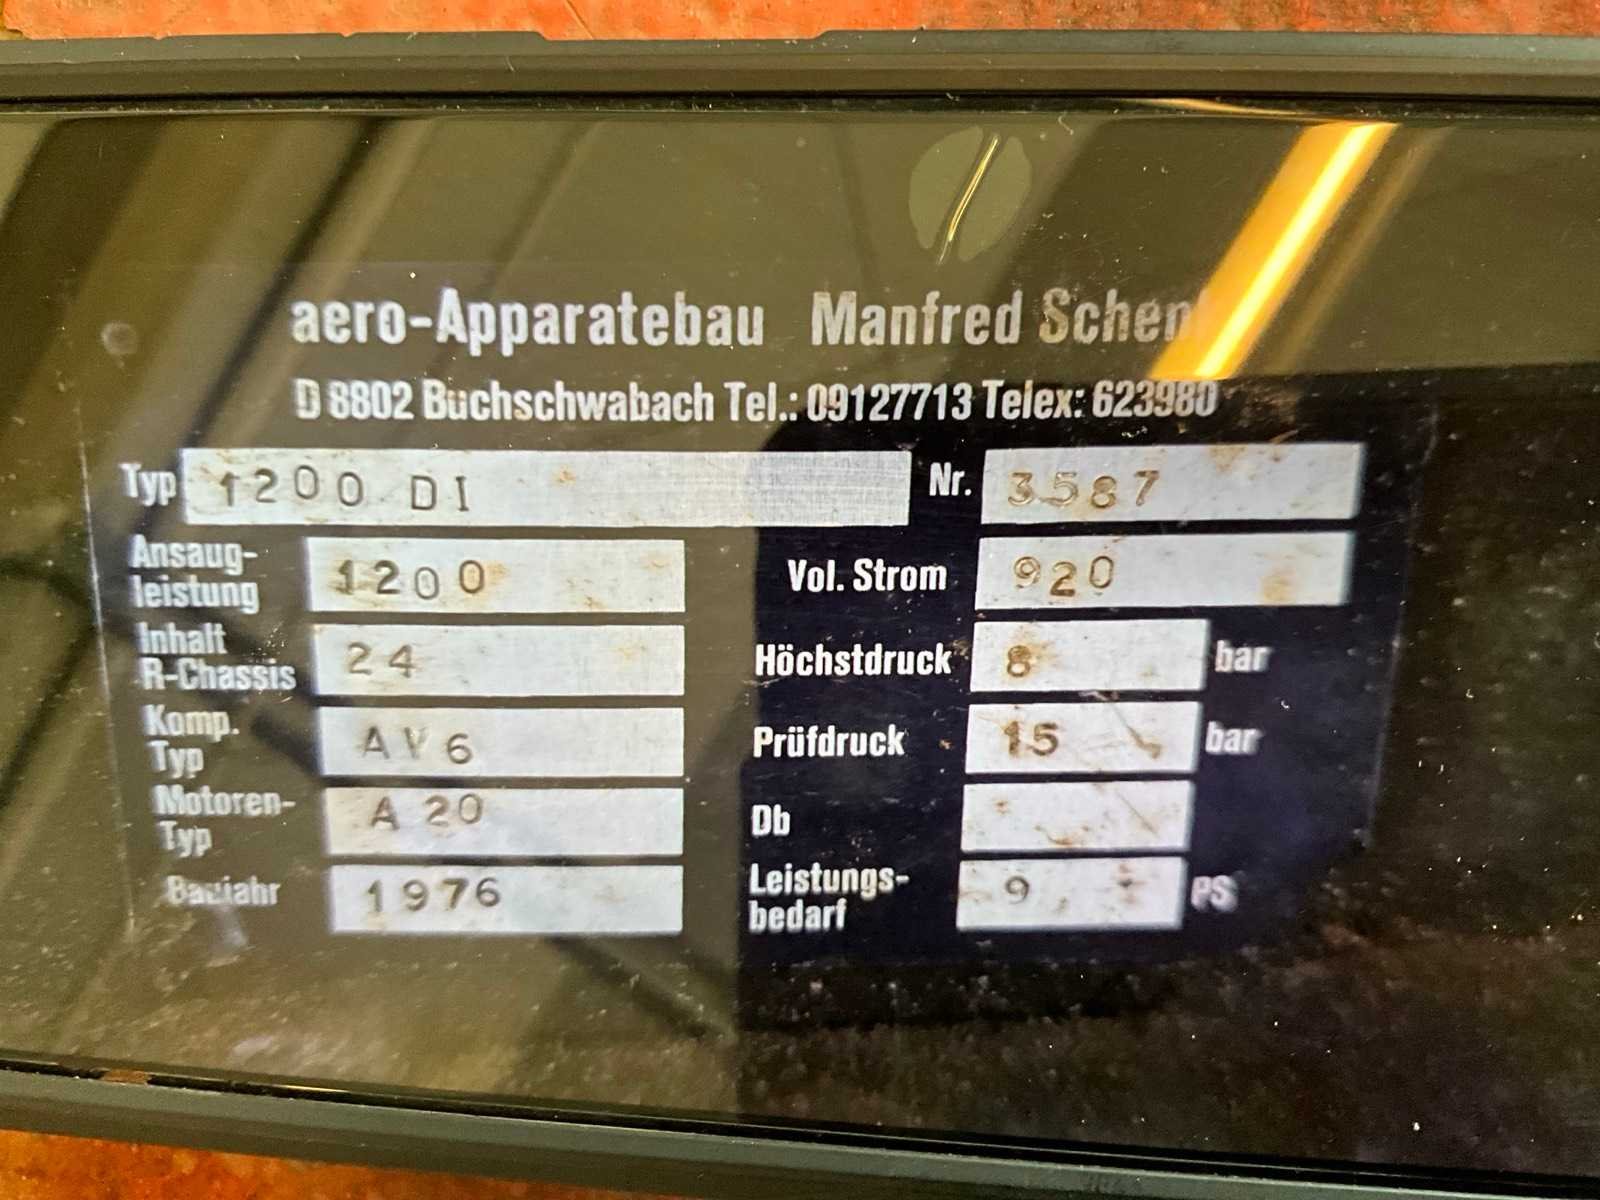 aero-Apparatebau Manfred
D 8802 Buchschwabach Tel.: 09127713 Telex: 623980
Typ 1200 DI Nr. 3587
Ansaug-
leistung 1200 Vol. Strom 920
Inhalt
R-Chassis 24 Höchstdruck 8 bar
Komp.
Typ AV6 Prüfdruck 15 bar
Motoren-
Typ A 20 Db
Baujahr 1976 Leistungs-
bedarf 9 PS